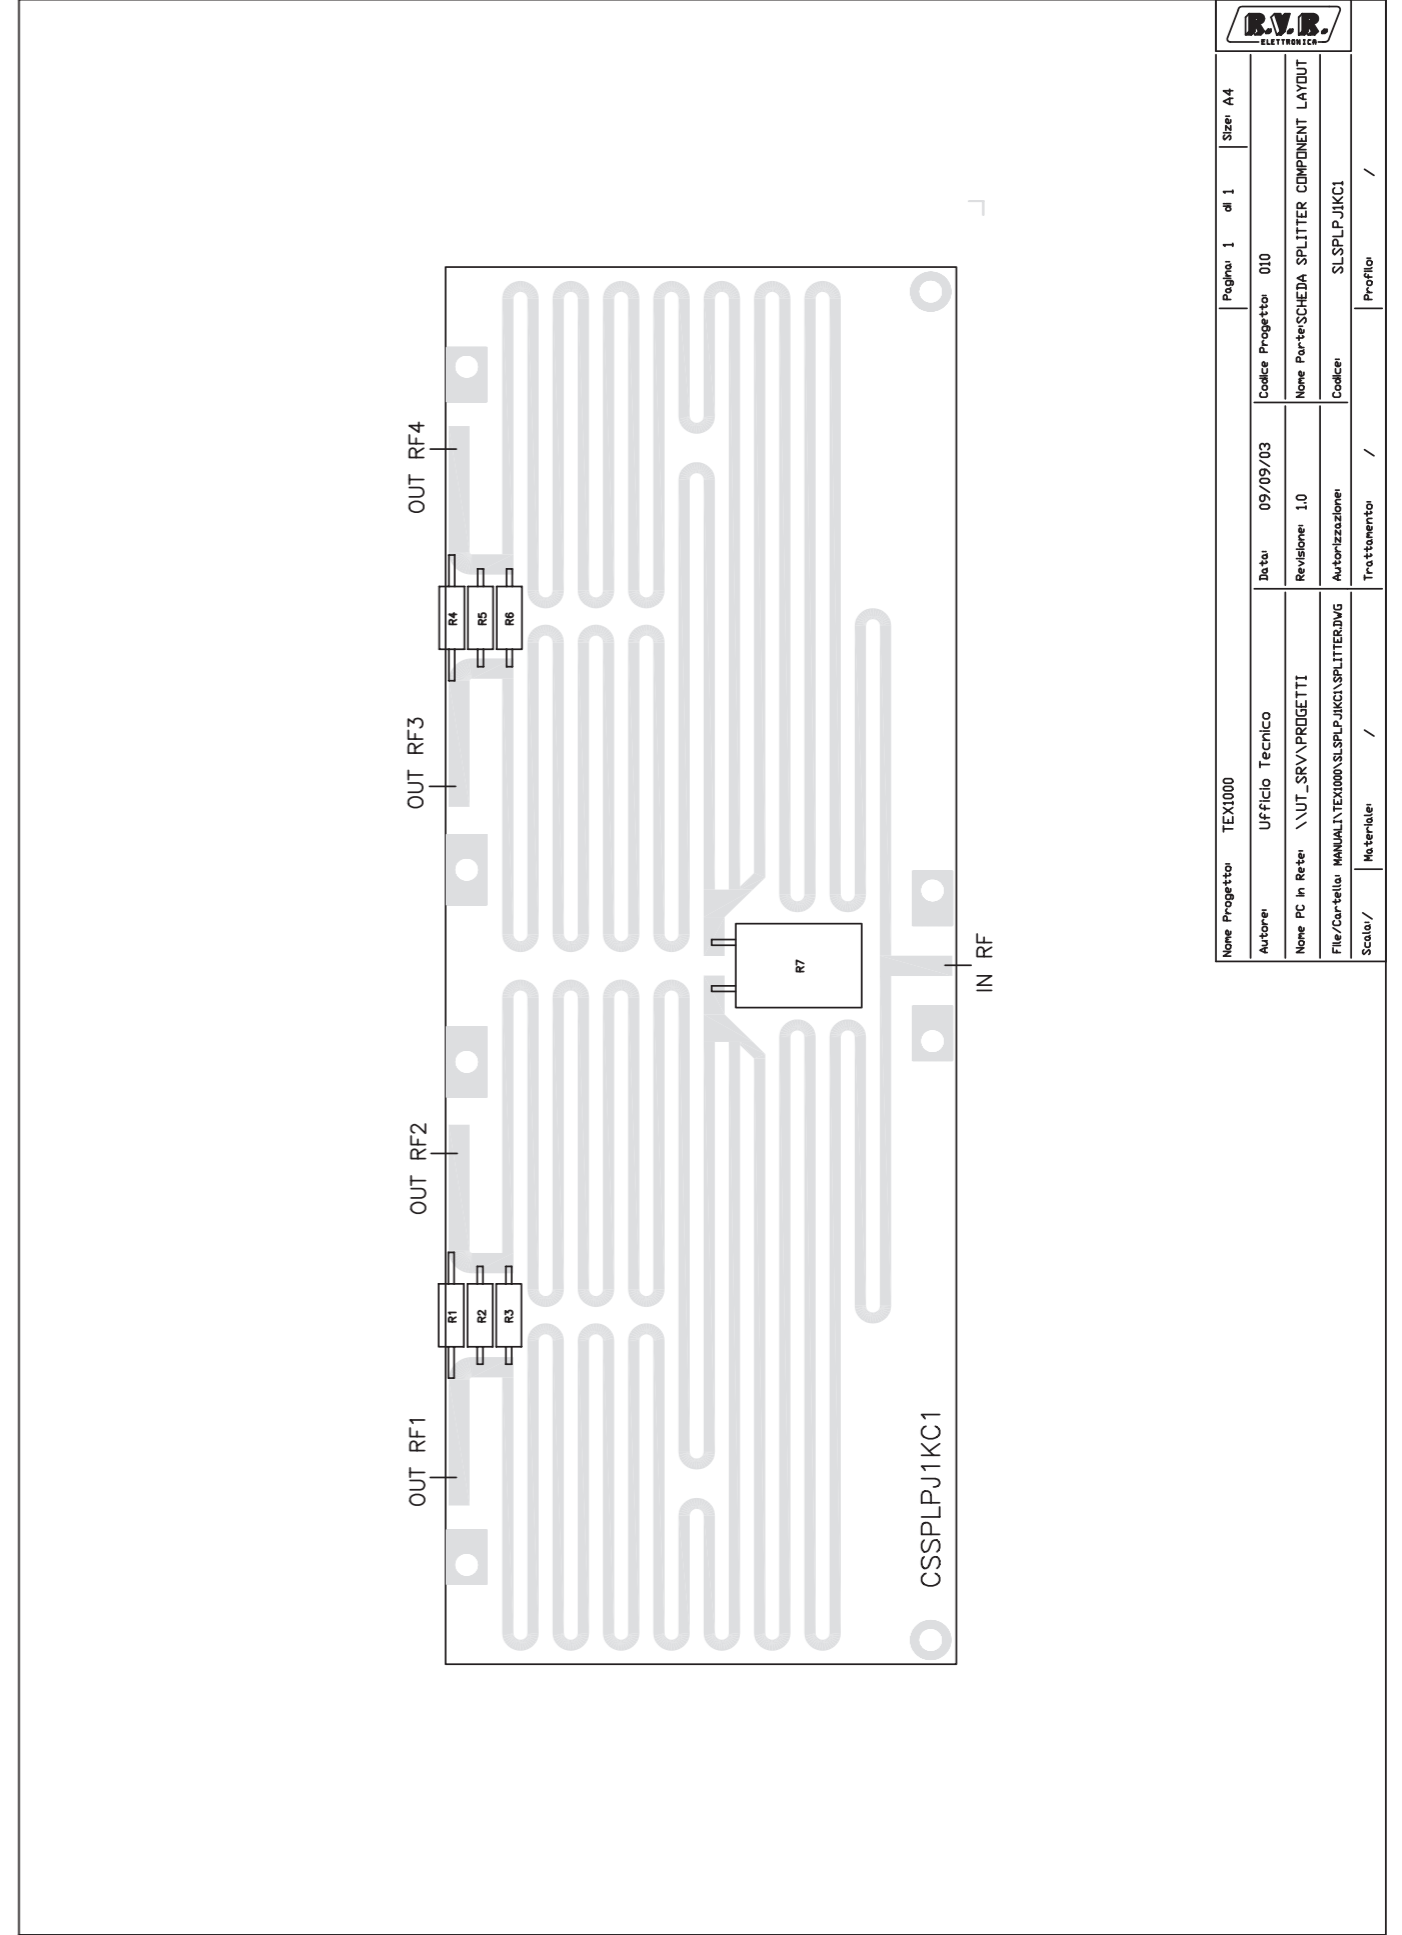 R.V.R.
ELETTRONICA
Nome Progetto: TEX1000
Pagina: 1 di 1
Size: A4
Autore: Ufficio Tecnico
Data: 09/09/03
Codice Progetto: 010
Nome PC in Rete: \\UT_SRV\PROGETTI
Revisione: 1.0
Nome Parte: SCHEDA SPLITTER COMPONENT LAYOUT
File/Cartella: MANUALI\TEX1000\SLSPLPJ1KC1\SPLITTER.DWG
Autorizzazione:
Codice: SLSPLPJ1KC1
Scala: /
Materiale: /
Trattamento: /
Profilo: /
OUT RF1
OUT RF2
OUT RF3
OUT RF4
R1
R2
R3
R4
R5
R6
R7
IN RF
CSSPLPJ1KC1